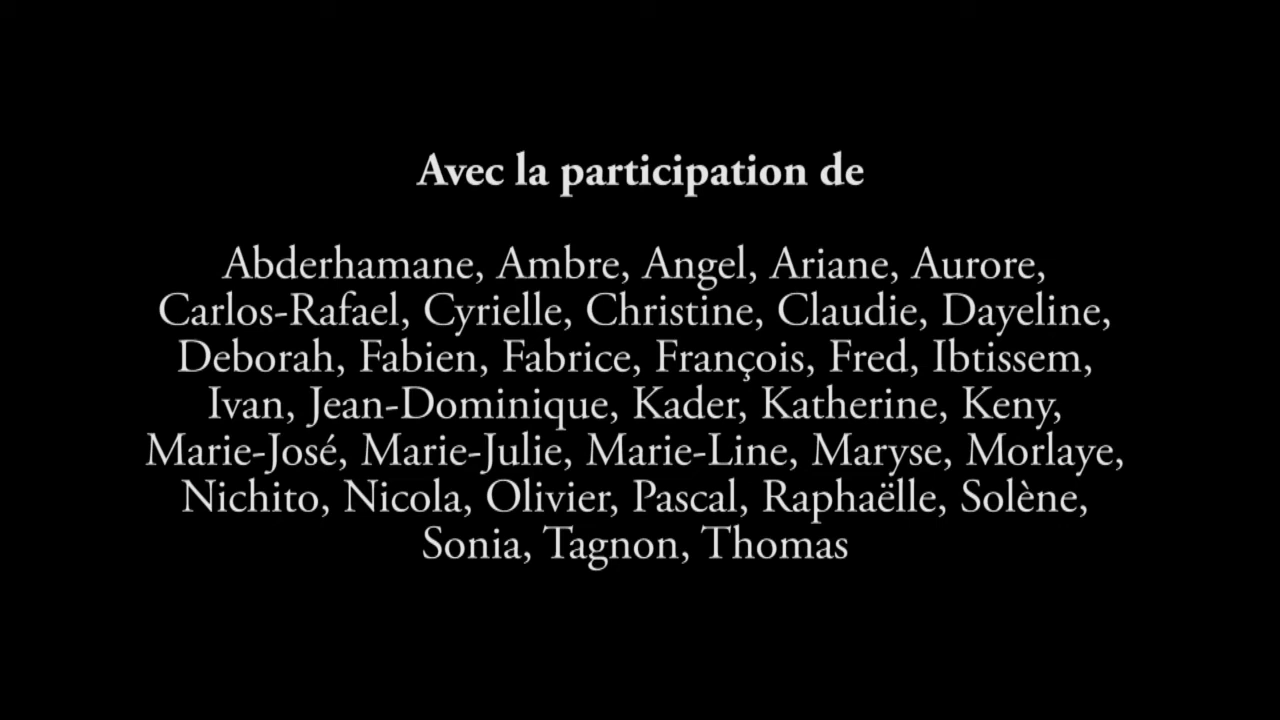 Avec la participation de
Abderhamane, Ambre, Angel, Ariane, Aurore,
Carlos-Rafael, Cyrielle, Christine, Claudie, Dayeline,
Deborah, Fabien, Fabrice, François, Fred, Ibtissem,
Ivan, Jean-Dominique, Kader, Katherine, Keny,
Marie-José, Marie-Julie, Marie-Line, Maryse, Morlaye,
Nichito, Nicola, Olivier, Pascal, Raphaëlle, Solène,
Sonia, Tagnon, Thomas